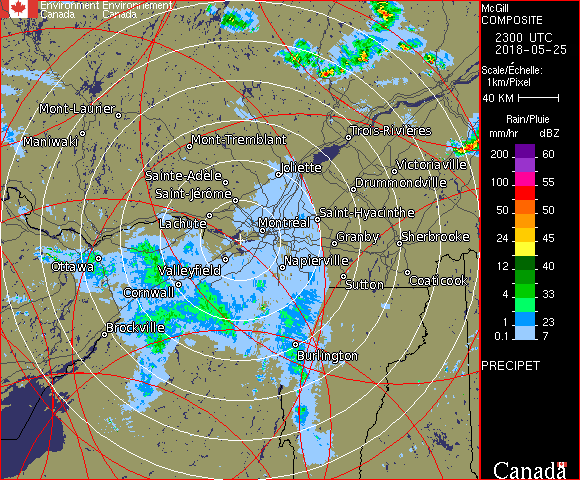 Environment Environnement
Canada Canada
McGill
COMPOSITE
2300 UTC
2018-05-25
Scale/Échelle:
1km/Pixel
40 KM
Rain/Pluie
mm/hr dBZ
200 60
100 55
50 50
24 45
12 40
4 33
1 23
0.1 7
PRECIPET
Canada
Mont-Laurier
Maniwaki
Mont-Tremblant
Trois-Rivières
Joliette
Victoriaville
Sainte-Adèle
Drummondville
Saint-Jérôme
Lachute
Saint-Hyacinthe
Montréal
Granby
Sherbrooke
Ottawa
Valleyfield
Napierville
Cornwall
Sutton
Coaticook
Brockville
Burlington